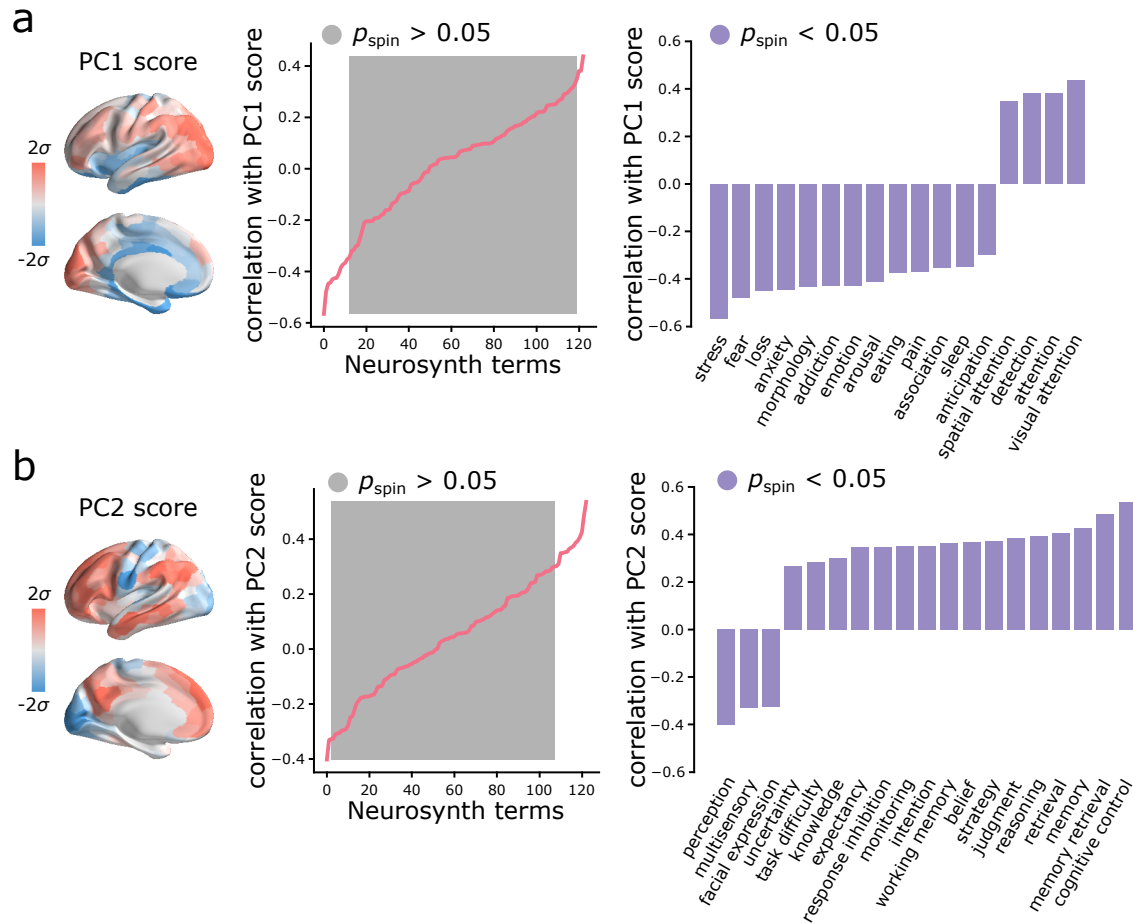 a
PC1 score
2σ
-2σ
p_spin > 0.05
correlation with PC1 score
0.4
0.2
0.0
−0.2
−0.4
−0.6
0 20 40 60 80 100 120
Neurosynth terms
p_spin < 0.05
correlation with PC1 score
0.6
0.4
0.2
0.0
−0.2
−0.4
−0.6
stress
fear
loss
anxiety
morphology
addiction
emotion
arousal
eating
pain
association
sleep
anticipation
spatial attention
detection
attention
visual attention
b
PC2 score
2σ
-2σ
p_spin > 0.05
correlation with PC2 score
0.4
0.2
0.0
−0.2
−0.4
0 20 40 60 80 100 120
Neurosynth terms
p_spin < 0.05
correlation with PC2 score
0.6
0.4
0.2
0.0
−0.2
−0.4
−0.6
perception
multisensory
facial expression
uncertainty
task difficulty
knowledge
expectancy
response inhibition
monitoring
intention
working memory
belief
strategy
judgment
reasoning
retrieval
memory
memory retrieval
cognitive control